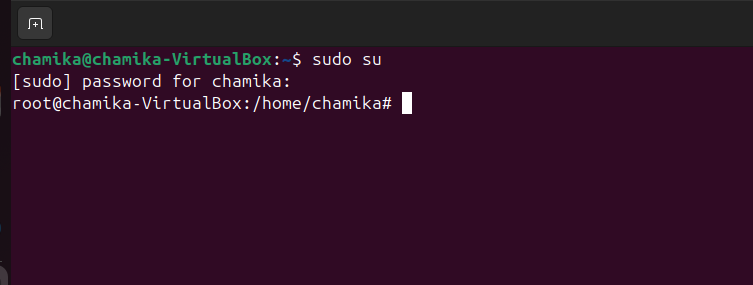 chamika@chamika-VirtualBox:~$ sudo su
[sudo] password for chamika:
root@chamika-VirtualBox:/home/chamika#